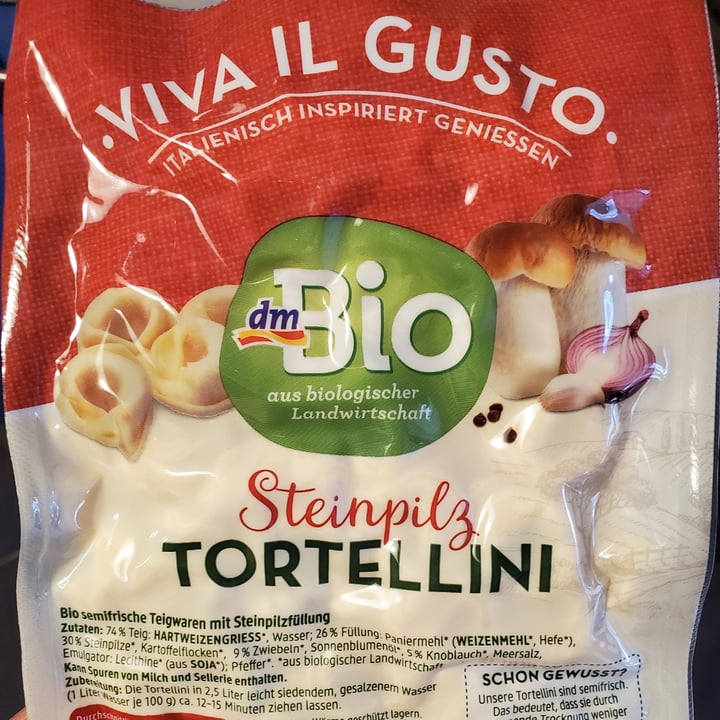 ·VIVA IL GUSTO·
ITALIENISCH INSPIRIERT GENIESSEN
dm Bio
aus biologischer
Landwirtschaft
Steinpilz
TORTELLINI
Bio semifrische Teigwaren mit Steinpilzfüllung
Zutaten: 74 % Teig: HARTWEIZENGRIESS*, Wasser; 26 % Füllung: Paniermehl* (WEIZENMEHL*, Hefe*),
30 % Steinpilze*, Kartoffelflocken*, 9 % Zwiebeln*, Sonnenblumenöl*, 5 % Knoblauch*, Meersalz,
Emulgator: Lecithine* (aus SOJA*); Pfeffer*. *aus biologischer Landwirtschaft
Kann Spuren von Milch und Sellerie enthalten.
Zubereitung: Die Tortellini in 2,5 Liter leicht siedendem, gesalzenem Wasser
(1 Liter Wasser je 100 g) ca. 12-15 Minuten ziehen lassen.
geschützt lagern.
SCHON GEWUSST?
Unsere Tortellini sind semifrisch.
Das bedeutet, dass sie durch
Trocknung weniger